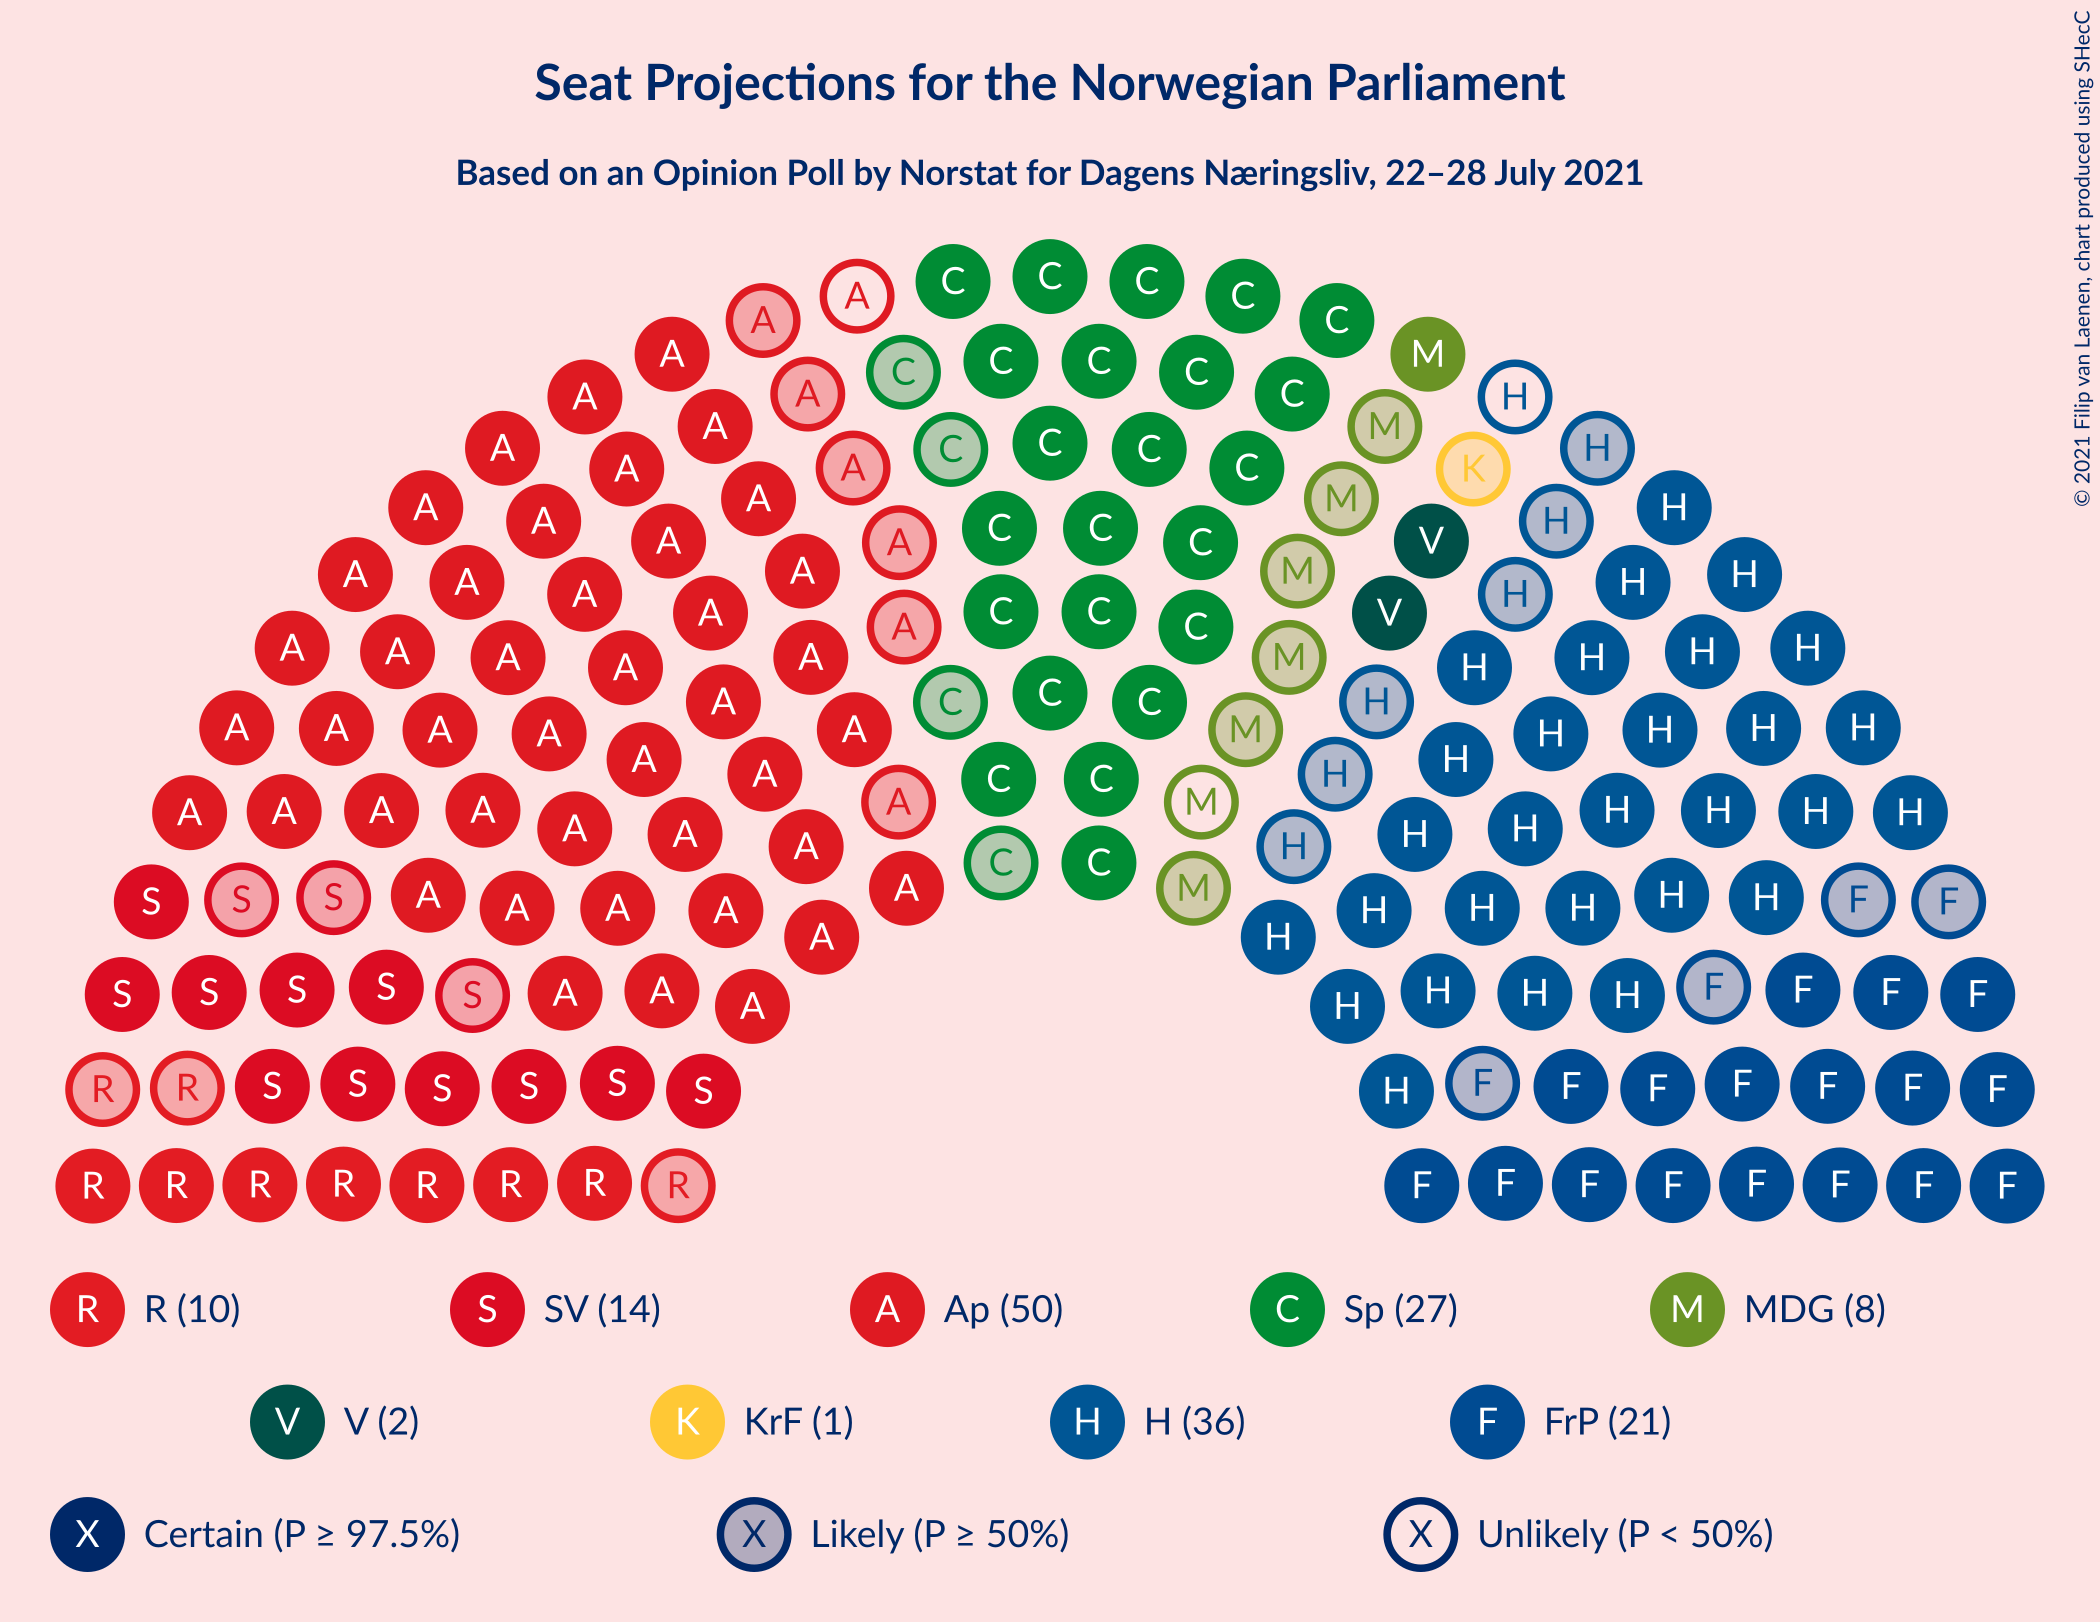 Seat Projections for the Norwegian Parliament
Based on an Opinion Poll by Norstat for Dagens Næringsliv, 22–28 July 2021
© 2021 Filip van Laenen, chart produced using SHecC
A C C C C
A C M
A A C C C C H
A A C C M H
A A C C C C M K H
A A A C C C M H H
A A A A C C C M V H H H
A A A A A C C C M V H H H H
A A A A A A C C C M H H H H H
A A A A A A A C C M H H H H H H
A A A A A A A A C C M H H H H H H H
S S S A A A A A H H H H H H F F
S S S S S A A A H H H H F F F F
R R S S S S S S H F F F F F F F
R R R R R R R R F F F F F F F F
R R (10) S SV (14) A Ap (50) C Sp (27) M MDG (8)
V V (2) K KrF (1) H H (36) F FrP (21)
X Certain (P ≥ 97.5%) X Likely (P ≥ 50%) X Unlikely (P < 50%)